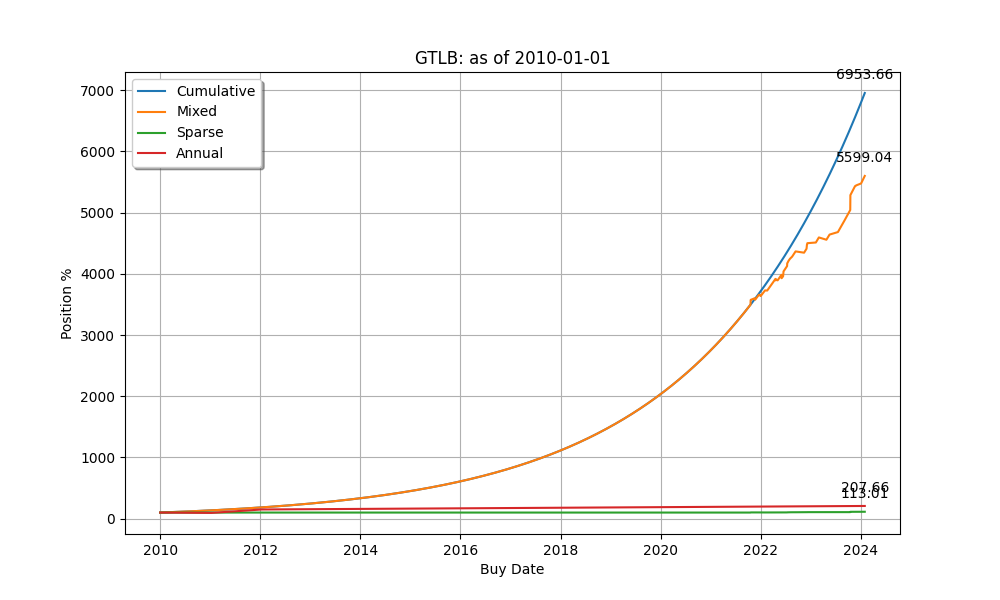 GTLB: as of 2010-01-01
6953.66
7000
Cumulative
Mixed
Sparse
Annual
5599.04
6000
5000
4000
3000
2000
1000
0
207.66
113.01
Position %
2010 2012 2014 2016 2018 2020 2022 2024
Buy Date